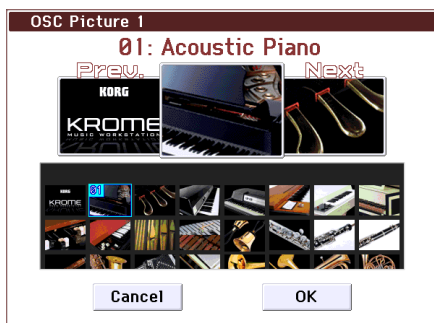 OSC Picture 1
01: Acoustic Piano
Prev.
Next
KORG
KROME
MUSIC WORKSTATION
KORG
KROME
01
Cancel
OK